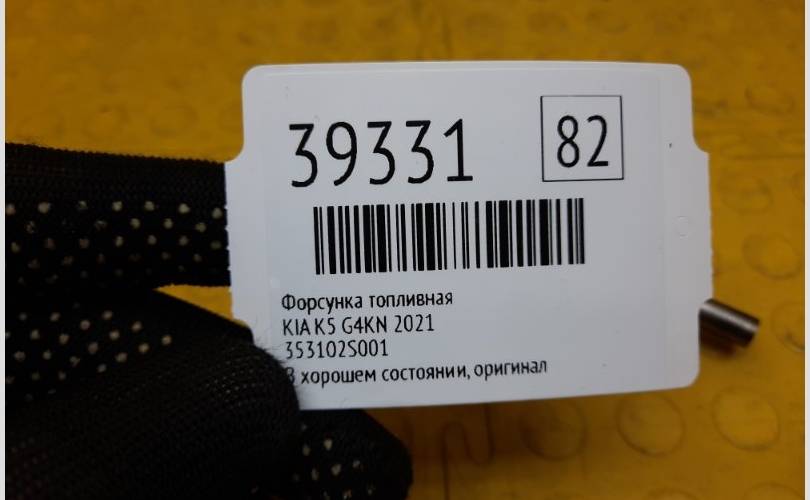 39331
82
Форсунка топливная
KIA K5 G4KN 2021
353102S001
В хорошем состоянии, оригинал